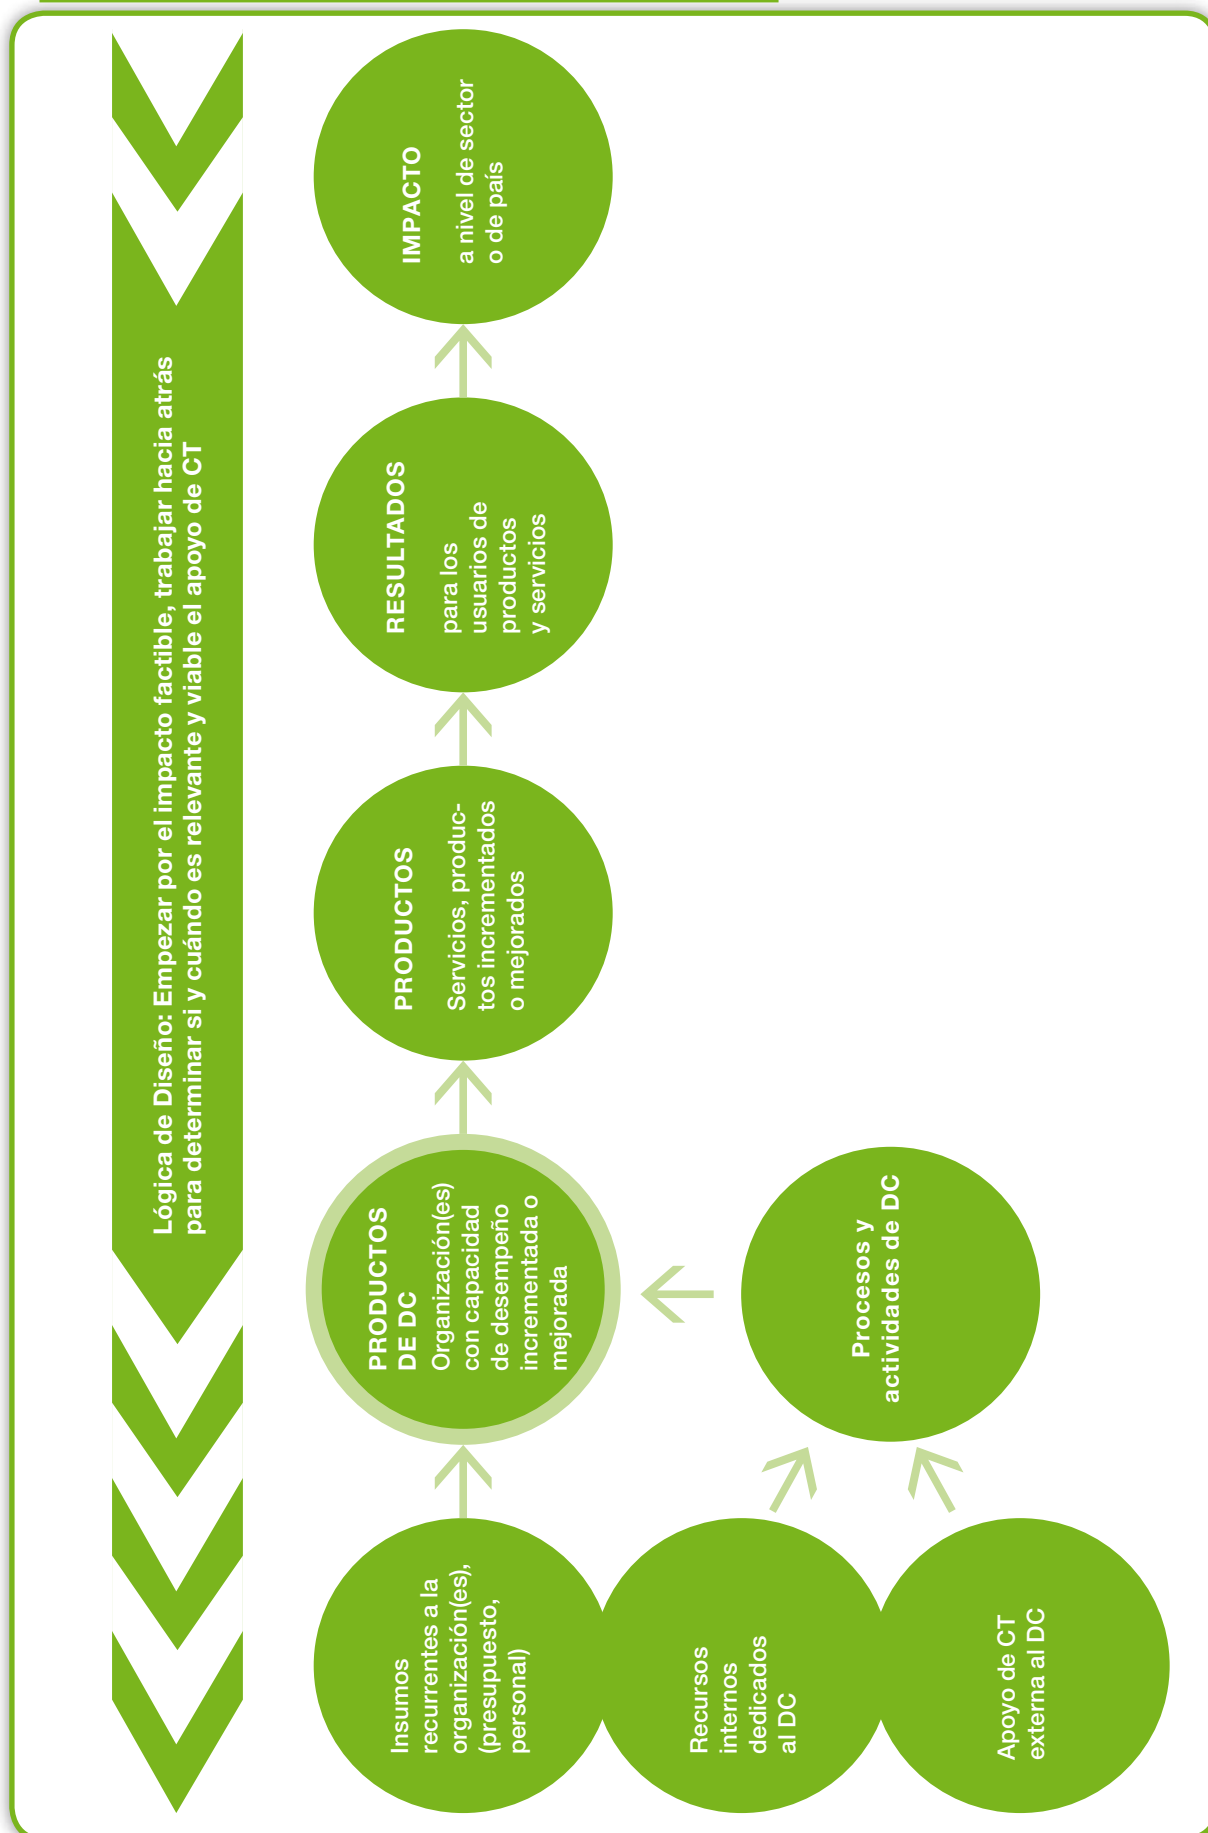 Lógica de Diseño: Empezar por el impacto factible, trabajar hacia atrás
para determinar si y cuándo es relevante y viable el apoyo de CT
Insumos
recurrentes a la
organización(es),
(presupuesto,
personal)
PRODUCTOS
DE DC
Organización(es)
con capacidad
de desempeño
incrementada o
mejorada
PRODUCTOS
Servicios, produc-
tos incrementados
o mejorados
RESULTADOS
para los
usuarios de
productos
y servicios
IMPACTO
a nivel de sector
o de país
Recursos
internos
dedicados
al DC
Procesos y
actividades de DC
Apoyo de CT
externa al DC